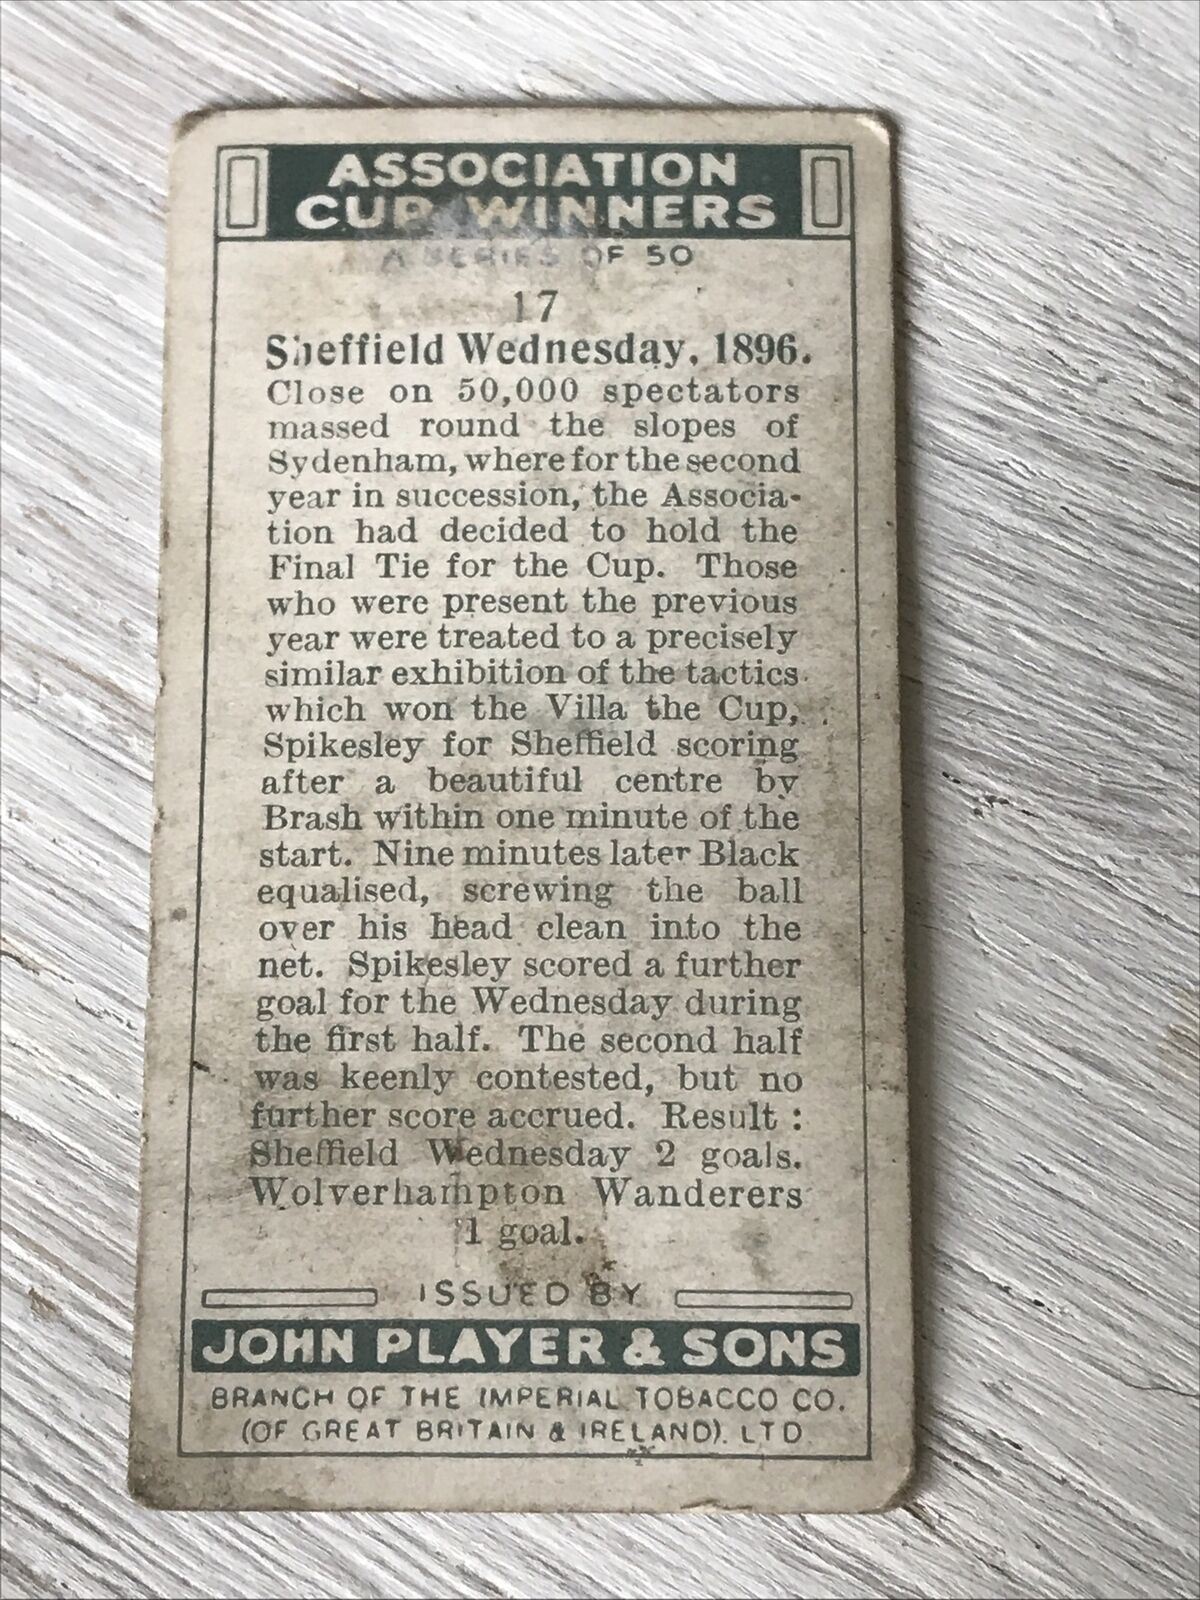 ASSOCIATION
CUP WINNERS
A SERIES OF 50
17
Sheffield Wednesday, 1896.
Close on 50,000 spectators
massed round the slopes of
Sydenham, where for the second
year in succession, the Associa-
tion had decided to hold the
Final Tie for the Cup. Those
who were present the previous
year were treated to a precisely
similar exhibition of the tactics
which won the Villa the Cup,
Spikesley for Sheffield scoring
after a beautiful centre by
Brash within one minute of the
start. Nine minutes later Black
equalised, screwing the ball
over his head clean into the
net. Spikesley scored a further
goal for the Wednesday during
the first half. The second half
was keenly contested, but no
further score accrued. Result :
Sheffield Wednesday 2 goals.
Wolverhampton Wanderers
1 goal.
ISSUED BY
JOHN PLAYER & SONS
BRANCH OF THE IMPERIAL TOBACCO CO.
(OF GREAT BRITAIN & IRELAND). LTD